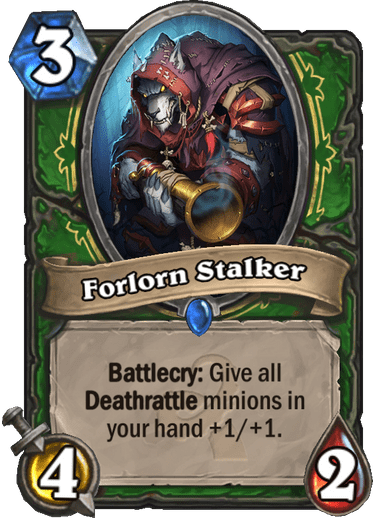 3
Forlorn Stalker
Battlecry: Give all
Deathrattle minions in
your hand +1/+1.
4
2